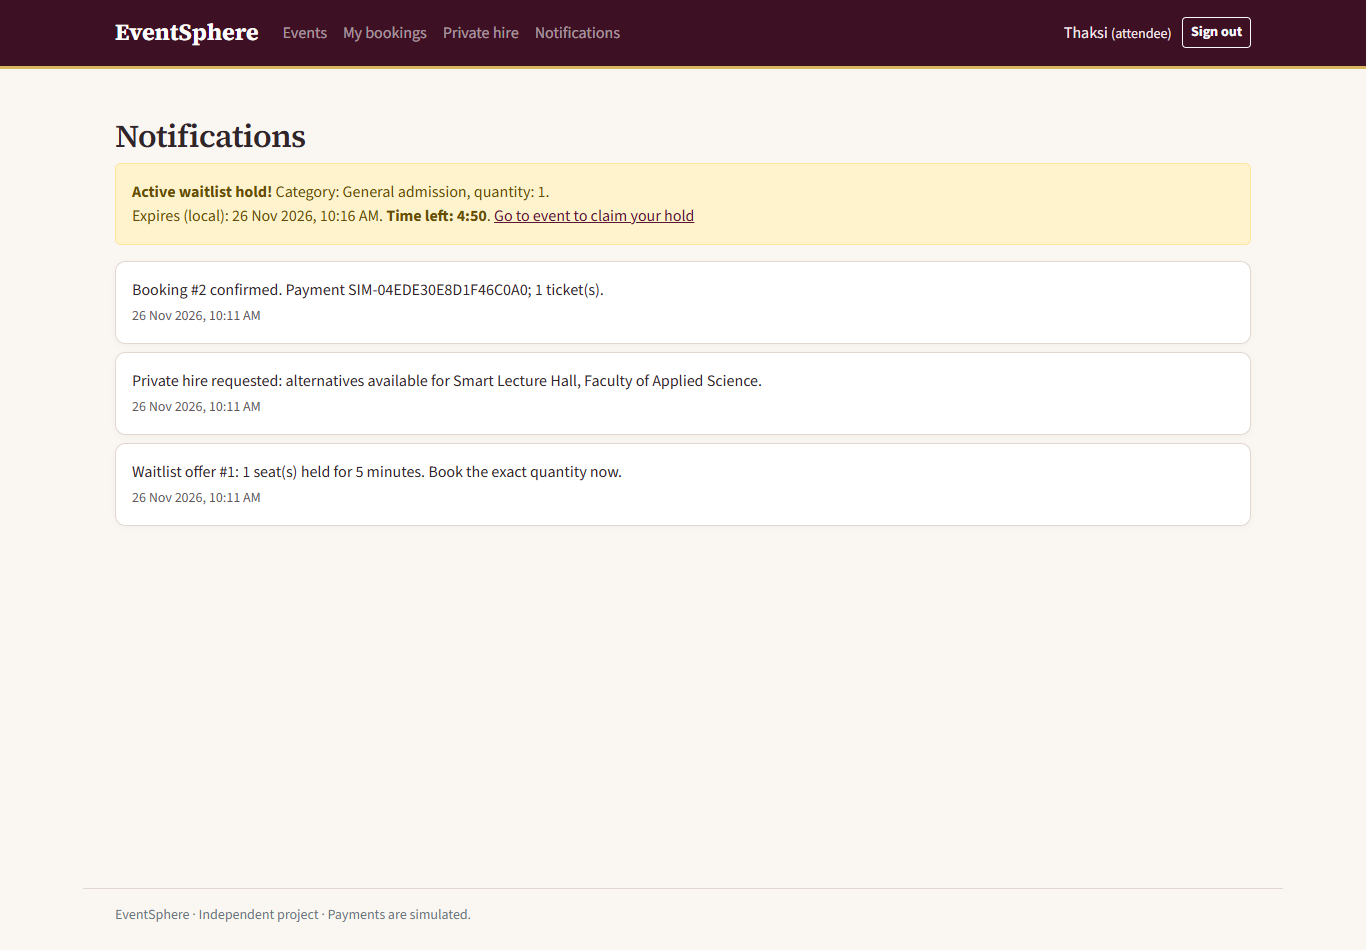 EventSphere Events My bookings Private hire Notifications Thaksi (attendee) Sign out
Notifications
Active waitlist hold! Category: General admission, quantity: 1.
Expires (local): 26 Nov 2026, 10:16 AM. Time left: 4:50. Go to event to claim your hold
Booking #2 confirmed. Payment SIM-04EDE30E8D1F46C0A0; 1 ticket(s).
26 Nov 2026, 10:11 AM
Private hire requested: alternatives available for Smart Lecture Hall, Faculty of Applied Science.
26 Nov 2026, 10:11 AM
Waitlist offer #1: 1 seat(s) held for 5 minutes. Book the exact quantity now.
26 Nov 2026, 10:11 AM
EventSphere · Independent project · Payments are simulated.